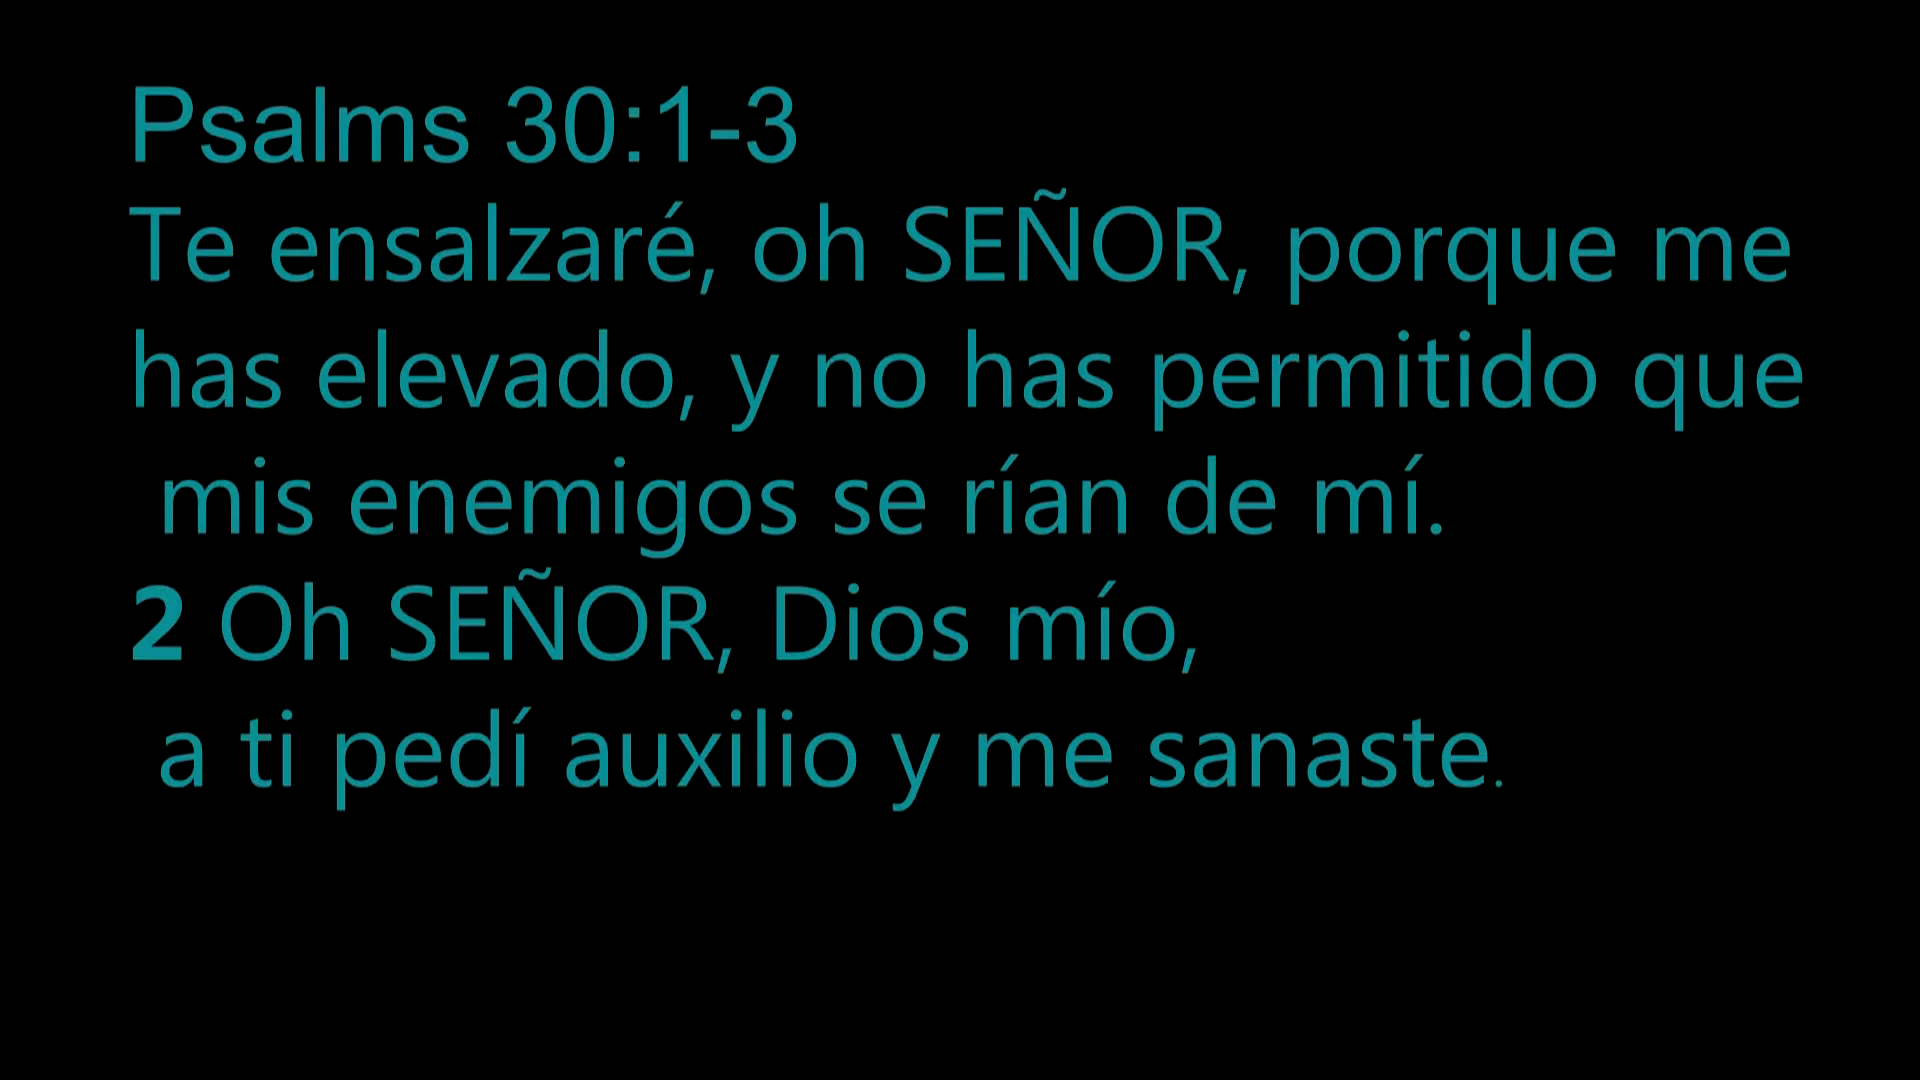 Psalms 30:1-3
Te ensalzaré, oh SEÑOR, porque me
has elevado, y no has permitido que
mis enemigos se rían de mí.
2 Oh SEÑOR, Dios mío,
a ti pedí auxilio y me sanaste.